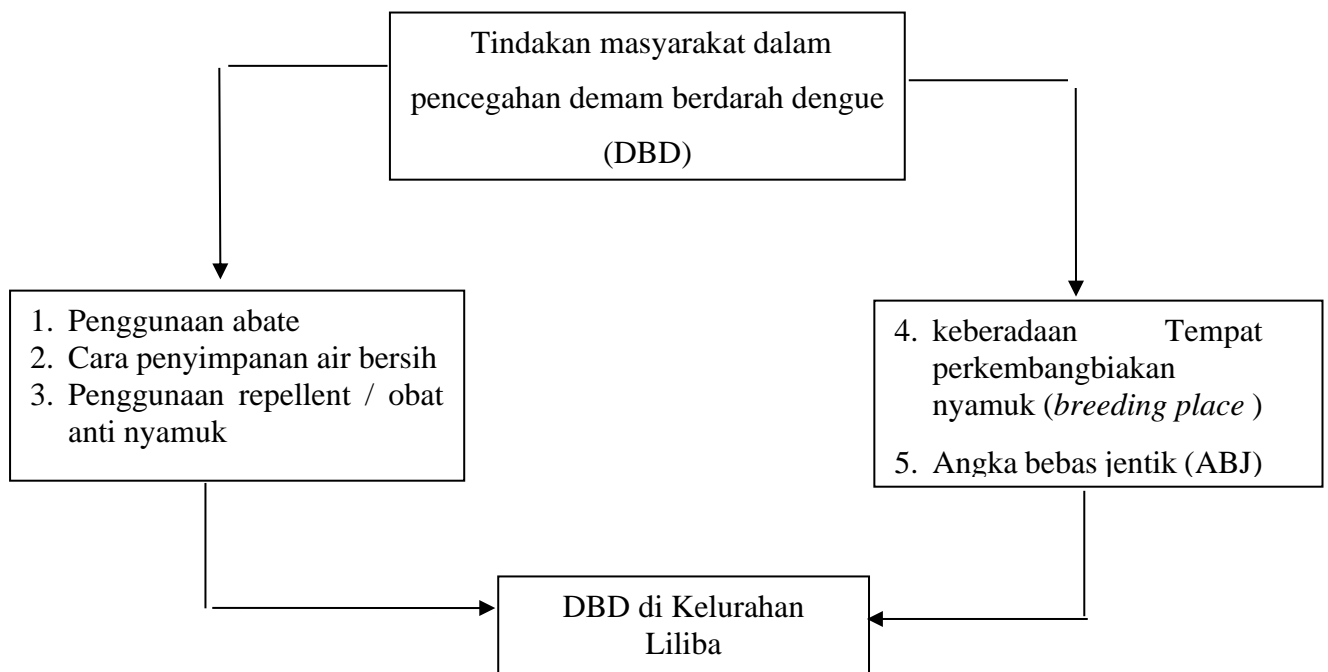 Tindakan masyarakat dalam
pencegahan demam berdarah dengue
(DBD)
1. Penggunaan abate
2. Cara penyimpanan air bersih
3. Penggunaan repellent / obat
anti nyamuk
4. keberadaan Tempat
perkembangbiakan
nyamuk (breeding place )
5. Angka bebas jentik (ABJ)
DBD di Kelurahan
Liliba